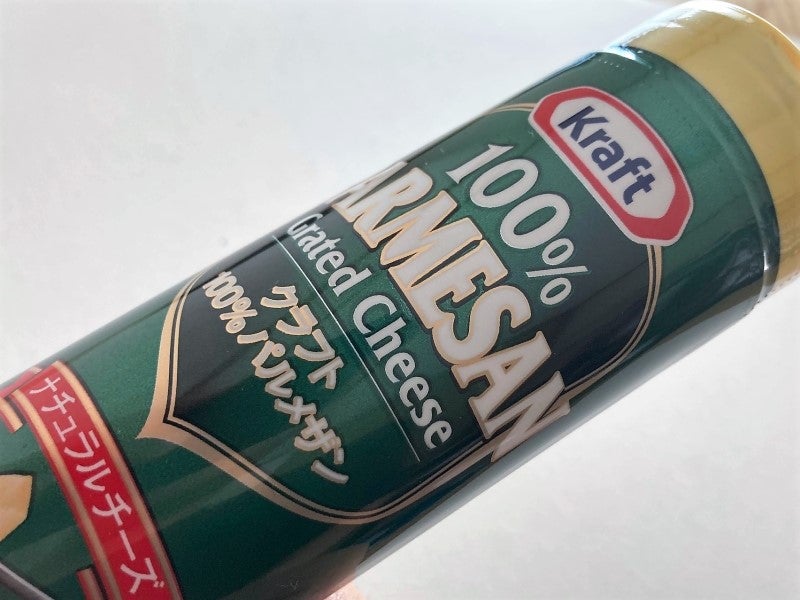 Kraft
100%
PARMESAN
Grated Cheese
クラフト
100%パルメザン
ナチュラルチーズ